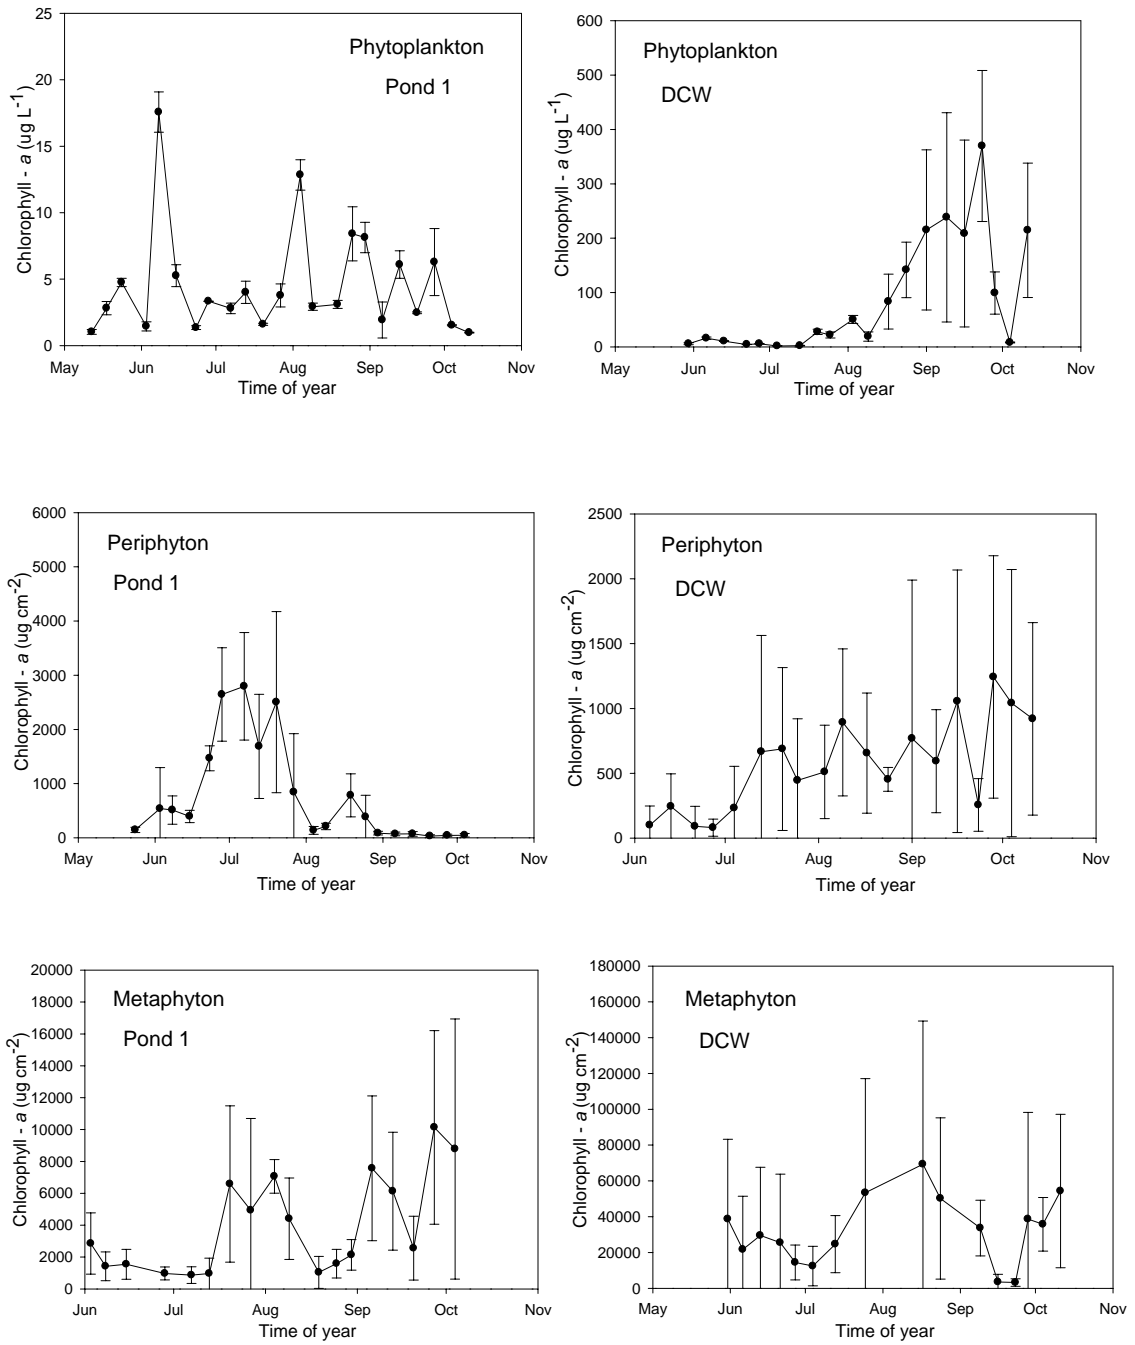 25
20
15
10
5
0
Chlorophyll - a (ug L-1)
Phytoplankton
Pond 1
May Jun Jul Aug Sep Oct Nov
Time of year
600
500
400
300
200
100
0
Chlorophyll - a (ug L-1)
Phytoplankton
DCW
May Jun Jul Aug Sep Oct Nov
Time of year
6000
5000
4000
3000
2000
1000
0
Chlorophyll - a (ug cm-2)
Periphyton
Pond 1
May Jun Jul Aug Sep Oct Nov
Time of year
2500
2000
1500
1000
500
0
Chlorophyll - a (ug cm-2)
Periphyton
DCW
Jun Jul Aug Sep Oct Nov
Time of year
20000
18000
16000
14000
12000
10000
8000
6000
4000
2000
0
Chlorophyll - a (ug cm-2)
Metaphyton
Pond 1
Jun Jul Aug Sep Oct Nov
Time of year
180000
160000
140000
120000
100000
80000
60000
40000
20000
0
Chlorophyll - a (ug cm-2)
Metaphyton
DCW
May Jun Jul Aug Sep Oct Nov
Time of year